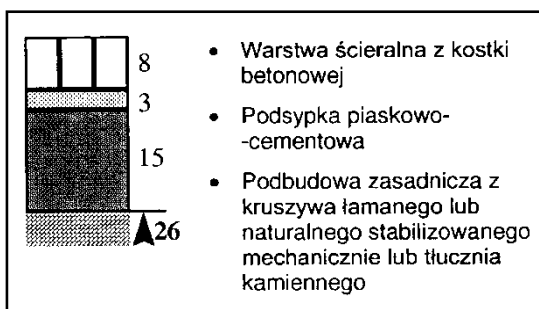 8
3
15
26
• Warstwa ścieralna z kostki
betonowej
• Podsypka piaskowo-
-cementowa
• Podbudowa zasadnicza z
kruszywa łamanego lub
naturalnego stabilizowanego
mechanicznie lub tłucznia
kamiennego